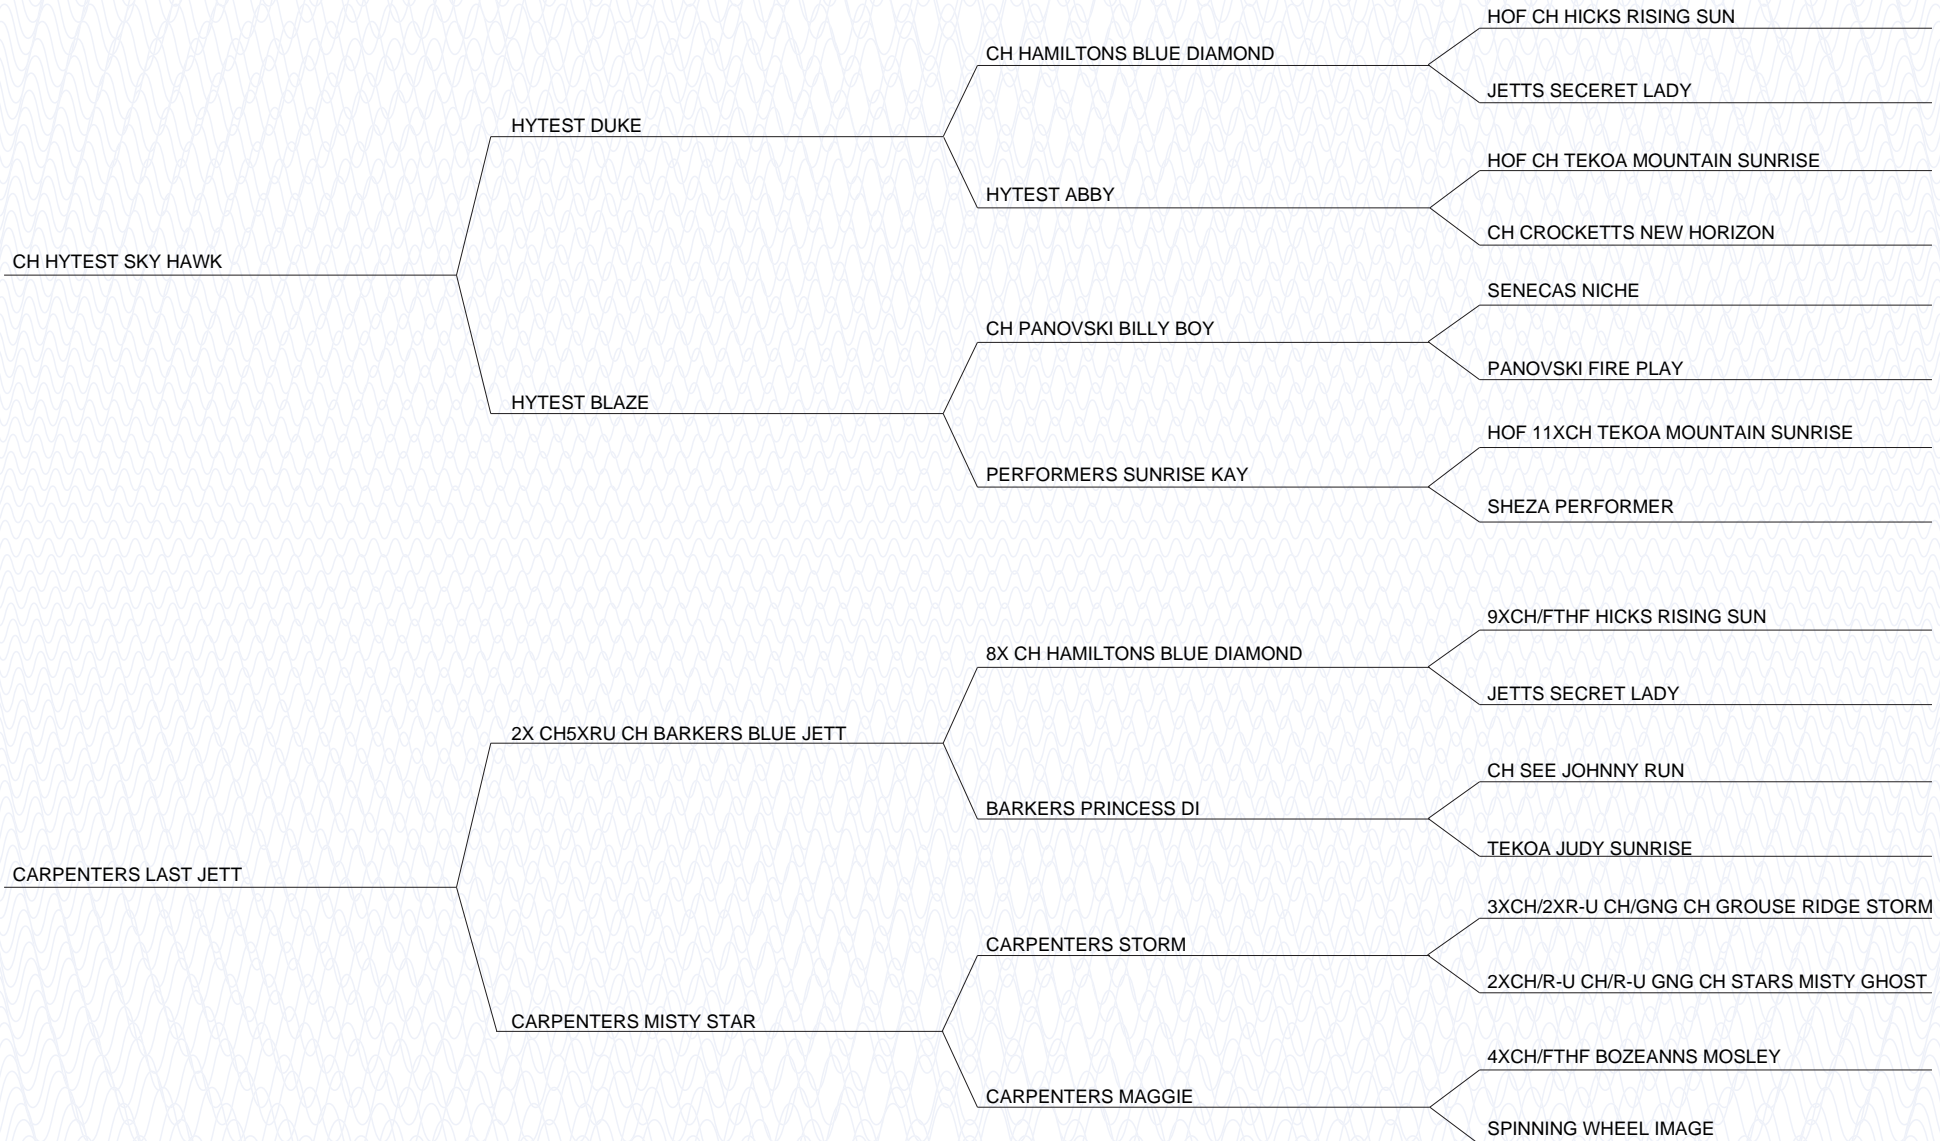 HOF CH HICKS RISING SUN
CH HAMILTONS BLUE DIAMOND
JETTS SECERET LADY
HYTEST DUKE
HOF CH TEKOA MOUNTAIN SUNRISE
HYTEST ABBY
CH CROCKETTS NEW HORIZON
CH HYTEST SKY HAWK
SENECAS NICHE
CH PANOVSKI BILLY BOY
PANOVSKI FIRE PLAY
HYTEST BLAZE
HOF 11XCH TEKOA MOUNTAIN SUNRISE
PERFORMERS SUNRISE KAY
SHEZA PERFORMER
9XCH/FTHF HICKS RISING SUN
8X CH HAMILTONS BLUE DIAMOND
JETTS SECRET LADY
2X CH5XRU CH BARKERS BLUE JETT
CH SEE JOHNNY RUN
BARKERS PRINCESS DI
TEKOA JUDY SUNRISE
CARPENTERS LAST JETT
3XCH/2XR-U CH/GNG CH GROUSE RIDGE STORM
CARPENTERS STORM
2XCH/R-U CH/R-U GNG CH STARS MISTY GHOST
CARPENTERS MISTY STAR
4XCH/FTHF BOZEANNS MOSLEY
CARPENTERS MAGGIE
SPINNING WHEEL IMAGE